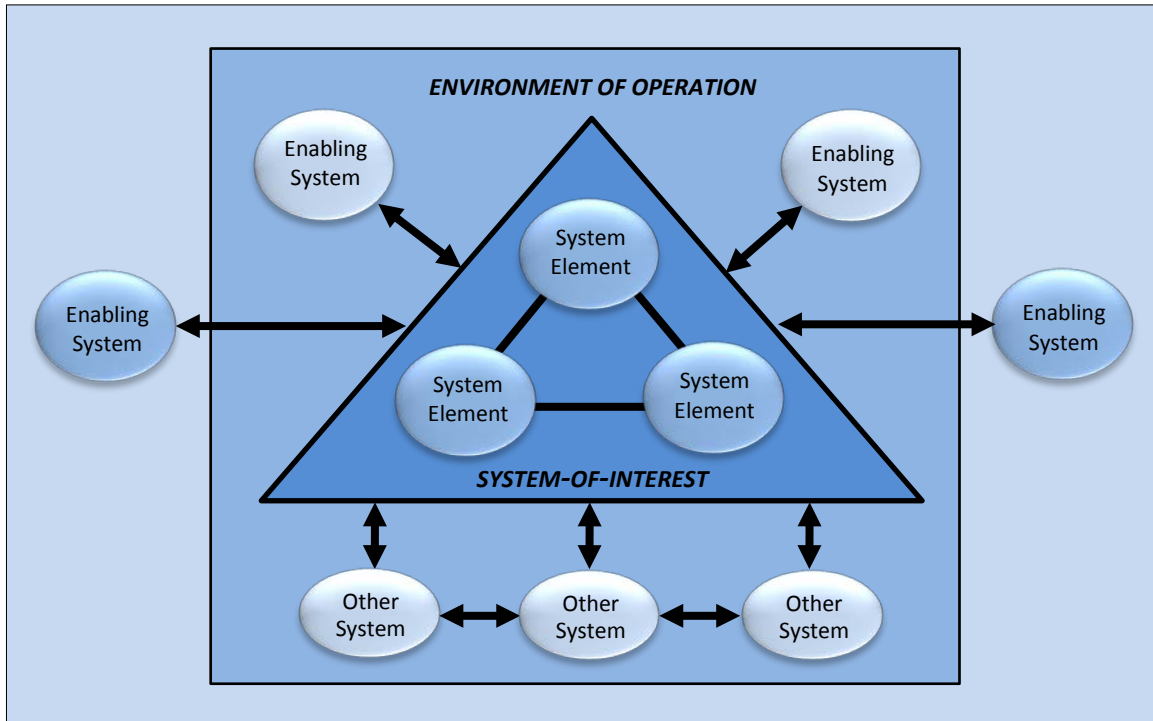 ENVIRONMENT OF OPERATION
Enabling
System
Enabling
System
System
Element
Enabling
System
Enabling
System
System
Element
System
Element
SYSTEM-OF-INTEREST
Other
System
Other
System
Other
System